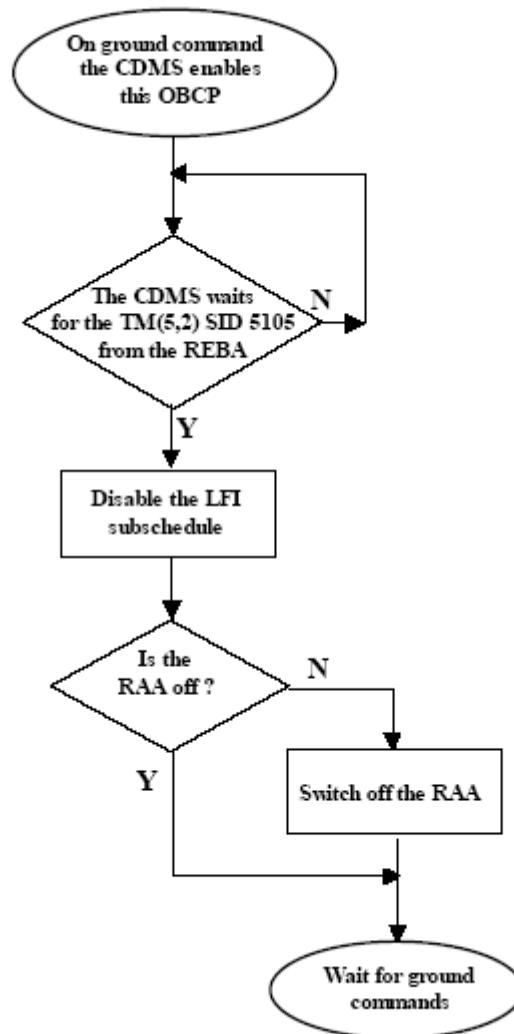 On ground command
the CDMS enables
this OBCP
The CDMS waits
for the TM(5,2) SID 5105
from the REBA
N
Y
Disable the LFI
subschedule
Is the
RAA off ?
N
Y
Switch off the RAA
Wait for ground
commands